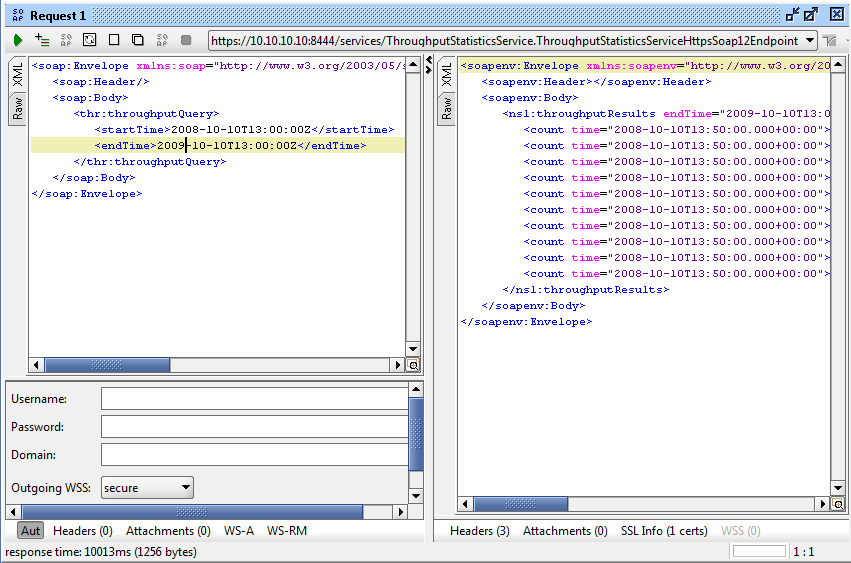 SO AP Request 1
SO AP SO AP https://10.10.10.10:8444/services/ThroughputStatisticsService.ThroughputStatisticsServiceHttpsSoap12Endpoint
XML
Raw
<soap:Envelope xmlns:soap="http://www.w3.org/2003/05/s
<soap:Header/>
<soap:Body>
<thr:throughputQuery>
<startTime>2008-10-10T13:00:00Z</startTime>
<endTime>2009-10-10T13:00:00Z</endTime>
</thr:throughputQuery>
</soap:Body>
</soap:Envelope>
Username:
Password:
Domain:
Outgoing WSS: secure
Aut Headers (0) Attachments (0) WS-A WS-RM
XML
Raw
<soapenv:Envelope xmlns:soapenv="http://www.w3.org/20
<soapenv:Header></soapenv:Header>
<soapenv:Body>
<nsl:throughputResults endTime="2009-10-10T13:0
<count time="2008-10-10T13:50:00.000+00:00">
<count time="2008-10-10T13:50:00.000+00:00">
<count time="2008-10-10T13:50:00.000+00:00">
<count time="2008-10-10T13:50:00.000+00:00">
<count time="2008-10-10T13:50:00.000+00:00">
<count time="2008-10-10T13:50:00.000+00:00">
<count time="2008-10-10T13:50:00.000+00:00">
<count time="2008-10-10T13:50:00.000+00:00">
<count time="2008-10-10T13:50:00.000+00:00">
<count time="2008-10-10T13:50:00.000+00:00">
</nsl:throughputResults>
</soapenv:Body>
</soapenv:Envelope>
Headers (3) Attachments (0) SSL Info (1 certs) WSS (0)
response time: 10013ms (1256 bytes)
1 : 1